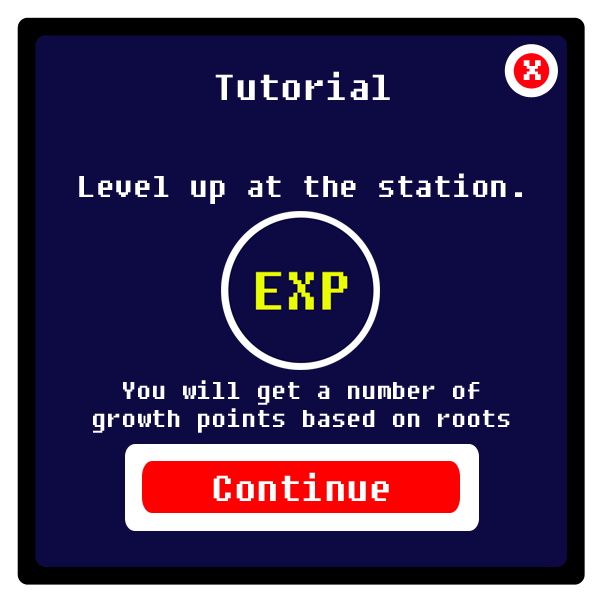 Tutorial
X
Level up at the station.
EXP
You will get a number of
growth points based on roots
Continue